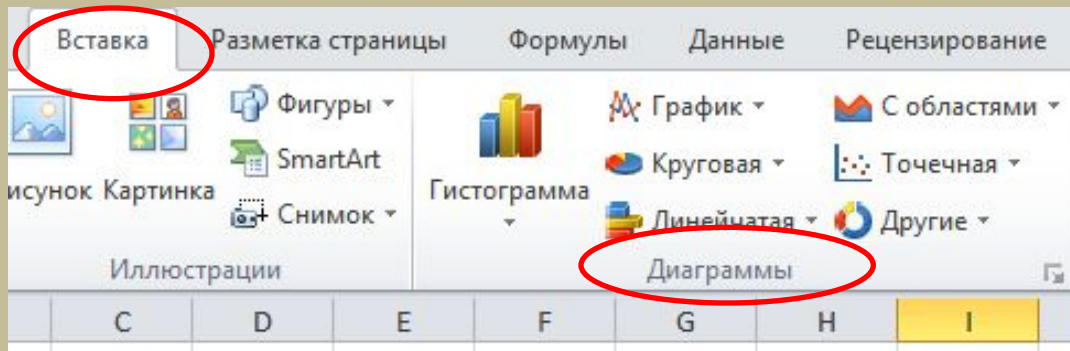 Вставка Разметка страницы Формулы Данные Рецензирование
Фигуры График С областями
SmartArt Круговая Точечная
исунок Картинка Гистограмма
Снимок Линейчатая Другие
Иллюстрации Диаграммы
C D E F G H I